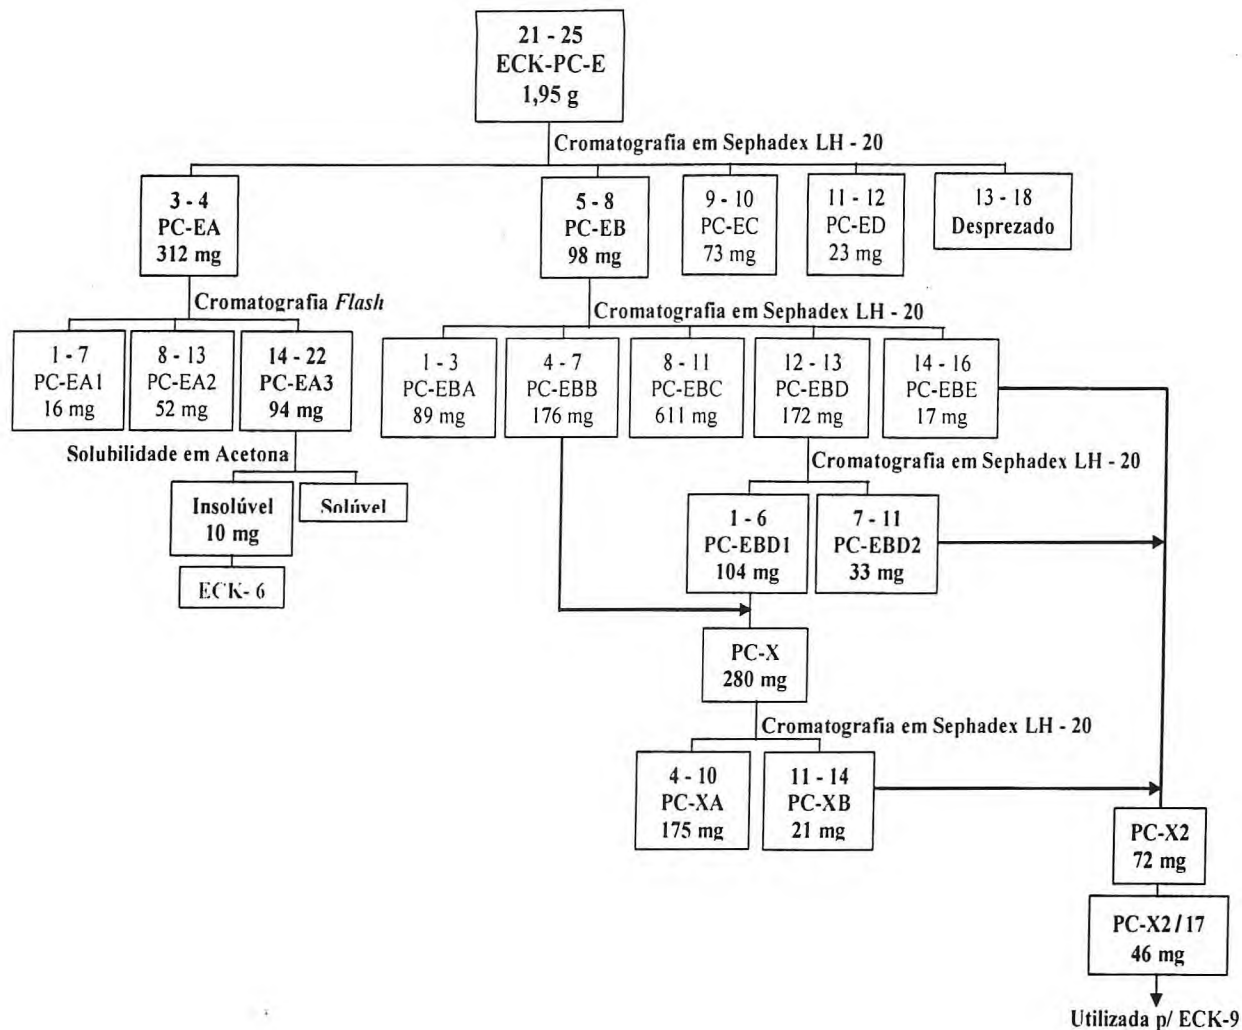 21 - 25
ECK-PC-E
1,95 g
Cromatografia em Sephadex LH - 20
3 - 4
PC-EA
312 mg
5 - 8
PC-EB
98 mg
9 - 10
PC-EC
73 mg
11 - 12
PC-ED
23 mg
13 - 18
Desprezado
Cromatografia Flash
Cromatografia em Sephadex LH - 20
1 - 7
PC-EA1
16 mg
8 - 13
PC-EA2
52 mg
14 - 22
PC-EA3
94 mg
1 - 3
PC-EBA
89 mg
4 - 7
PC-EBB
176 mg
8 - 11
PC-EBC
611 mg
12 - 13
PC-EBD
172 mg
14 - 16
PC-EBE
17 mg
Solubilidade em Acetona
Cromatografia em Sephadex LH - 20
Insolúvel
10 mg
Solúvel
ECK- 6
1 - 6
PC-EBD1
104 mg
7 - 11
PC-EBD2
33 mg
PC-X
280 mg
Cromatografia em Sephadex LH - 20
4 - 10
PC-XA
175 mg
11 - 14
PC-XB
21 mg
PC-X2
72 mg
PC-X2/17
46 mg
Utilizada p/ ECK-9